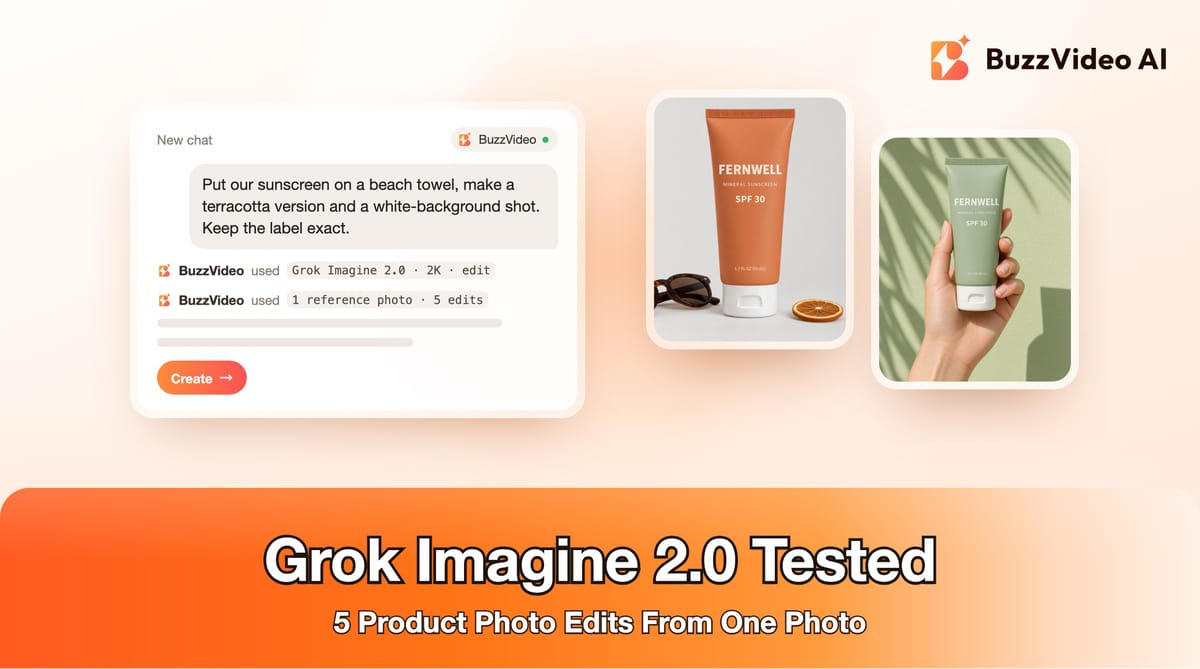 BuzzVideo AI
New chat
BuzzVideo
Put our sunscreen on a beach towel, make a
terracotta version and a white-background shot.
Keep the label exact.
BuzzVideo used Grok Imagine 2.0 · 2K · edit
BuzzVideo used 1 reference photo · 5 edits
Create →
FERNWELL
MINERAL SUNSCREEN
SPF 30
FERNWELL
MINERAL SUNSCREEN
SPF 30
Grok Imagine 2.0 Tested
5 Product Photo Edits From One Photo